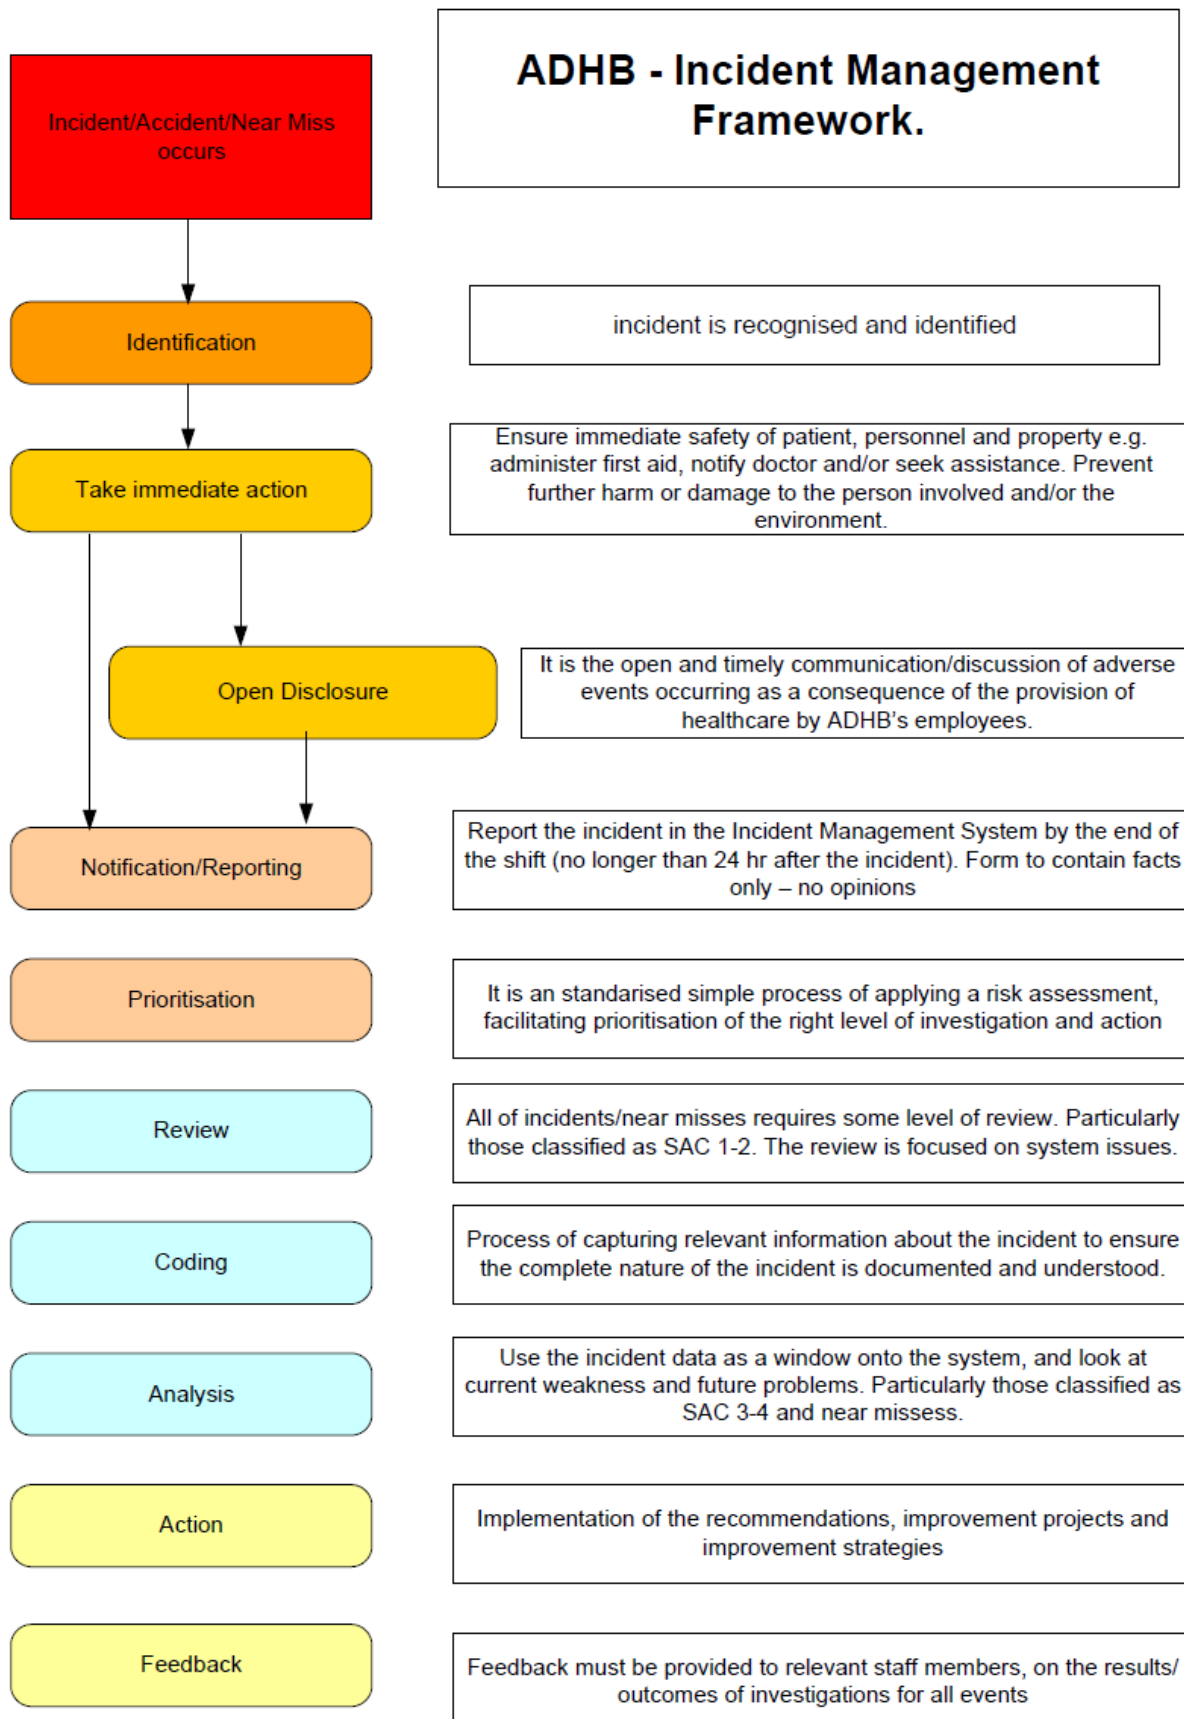 ADHB - Incident Management
Framework.
Incident/Accident/Near Miss
occurs
Identification
incident is recognised and identified
Take immediate action
Ensure immediate safety of patient, personnel and property e.g.
administer first aid, notify doctor and/or seek assistance. Prevent
further harm or damage to the person involved and/or the
environment.
Open Disclosure
It is the open and timely communication/discussion of adverse
events occurring as a consequence of the provision of
healthcare by ADHB's employees.
Notification/Reporting
Report the incident in the Incident Management System by the end of
the shift (no longer than 24 hr after the incident). Form to contain facts
only – no opinions
Prioritisation
It is an standarised simple process of applying a risk assessment,
facilitating prioritisation of the right level of investigation and action
Review
All of incidents/near misses requires some level of review. Particularly
those classified as SAC 1-2. The review is focused on system issues.
Coding
Process of capturing relevant information about the incident to ensure
the complete nature of the incident is documented and understood.
Analysis
Use the incident data as a window onto the system, and look at
current weakness and future problems. Particularly those classified as
SAC 3-4 and near missess.
Action
Implementation of the recommendations, improvement projects and
improvement strategies
Feedback
Feedback must be provided to relevant staff members, on the results/
outcomes of investigations for all events